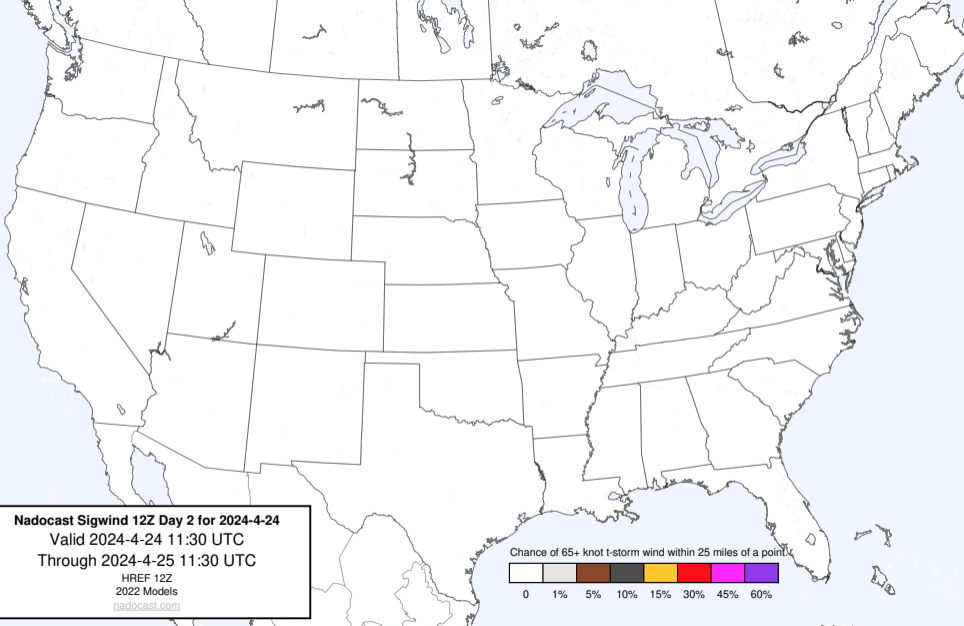 Nadocast Sigwind 12Z Day 2 for 2024-4-24
Valid 2024-4-24 11:30 UTC
Through 2024-4-25 11:30 UTC
HREF 12Z
2022 Models
nadocast.com
Chance of 65+ knot t-storm wind within 25 miles of a point.
0 1% 5% 10% 15% 30% 45% 60%